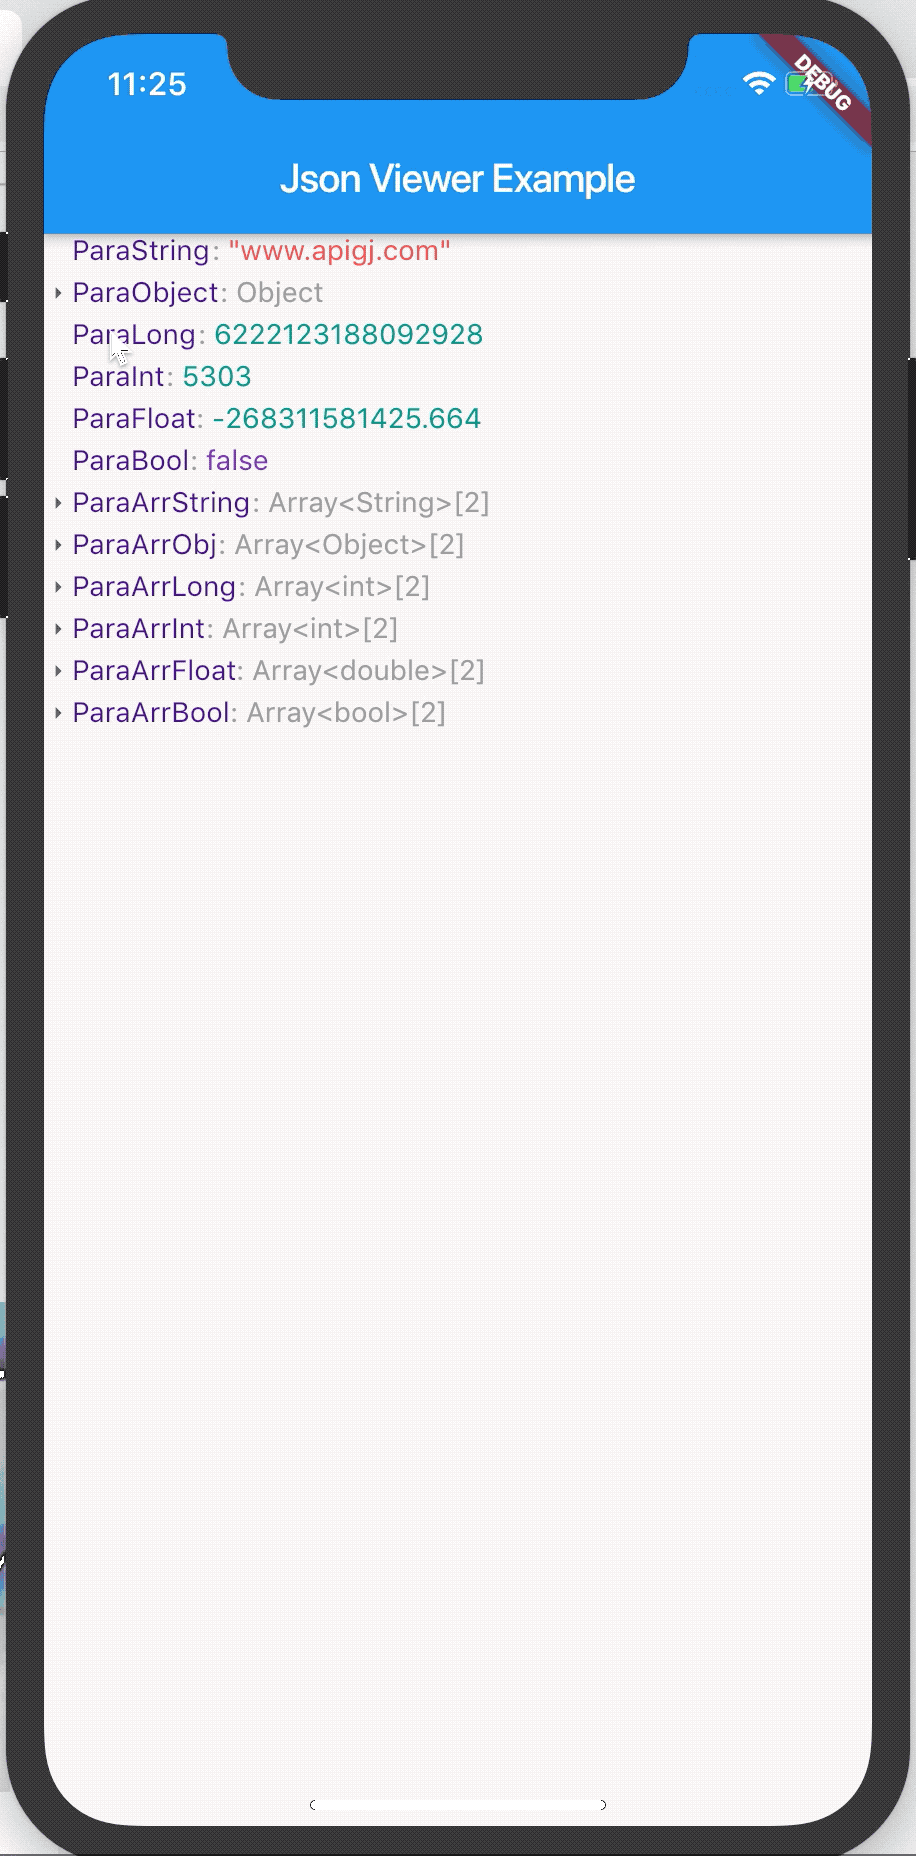 11:25
DEBUG
Json Viewer Example
ParaString: "www.apigj.com"
ParaObject: Object
ParaLong: 6222123188092928
ParaInt: 5303
ParaFloat: -268311581425.664
ParaBool: false
ParaArrString: Array<String>[2]
ParaArrObj: Array<Object>[2]
ParaArrLong: Array<int>[2]
ParaArrInt: Array<int>[2]
ParaArrFloat: Array<double>[2]
ParaArrBool: Array<bool>[2]